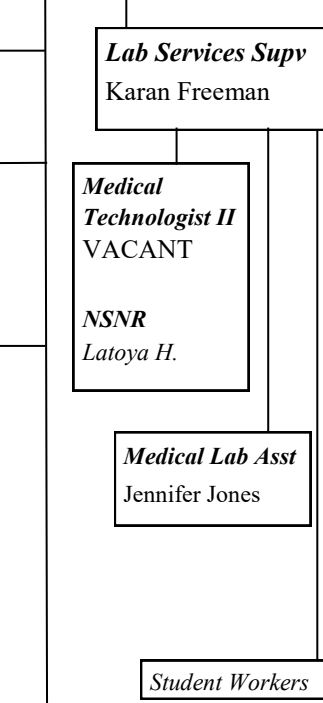 Lab Services Supv
Karan Freeman
Medical
Technologist II
VACANT
NSNR
Latoya H.
Medical Lab Asst
Jennifer Jones
Student Workers